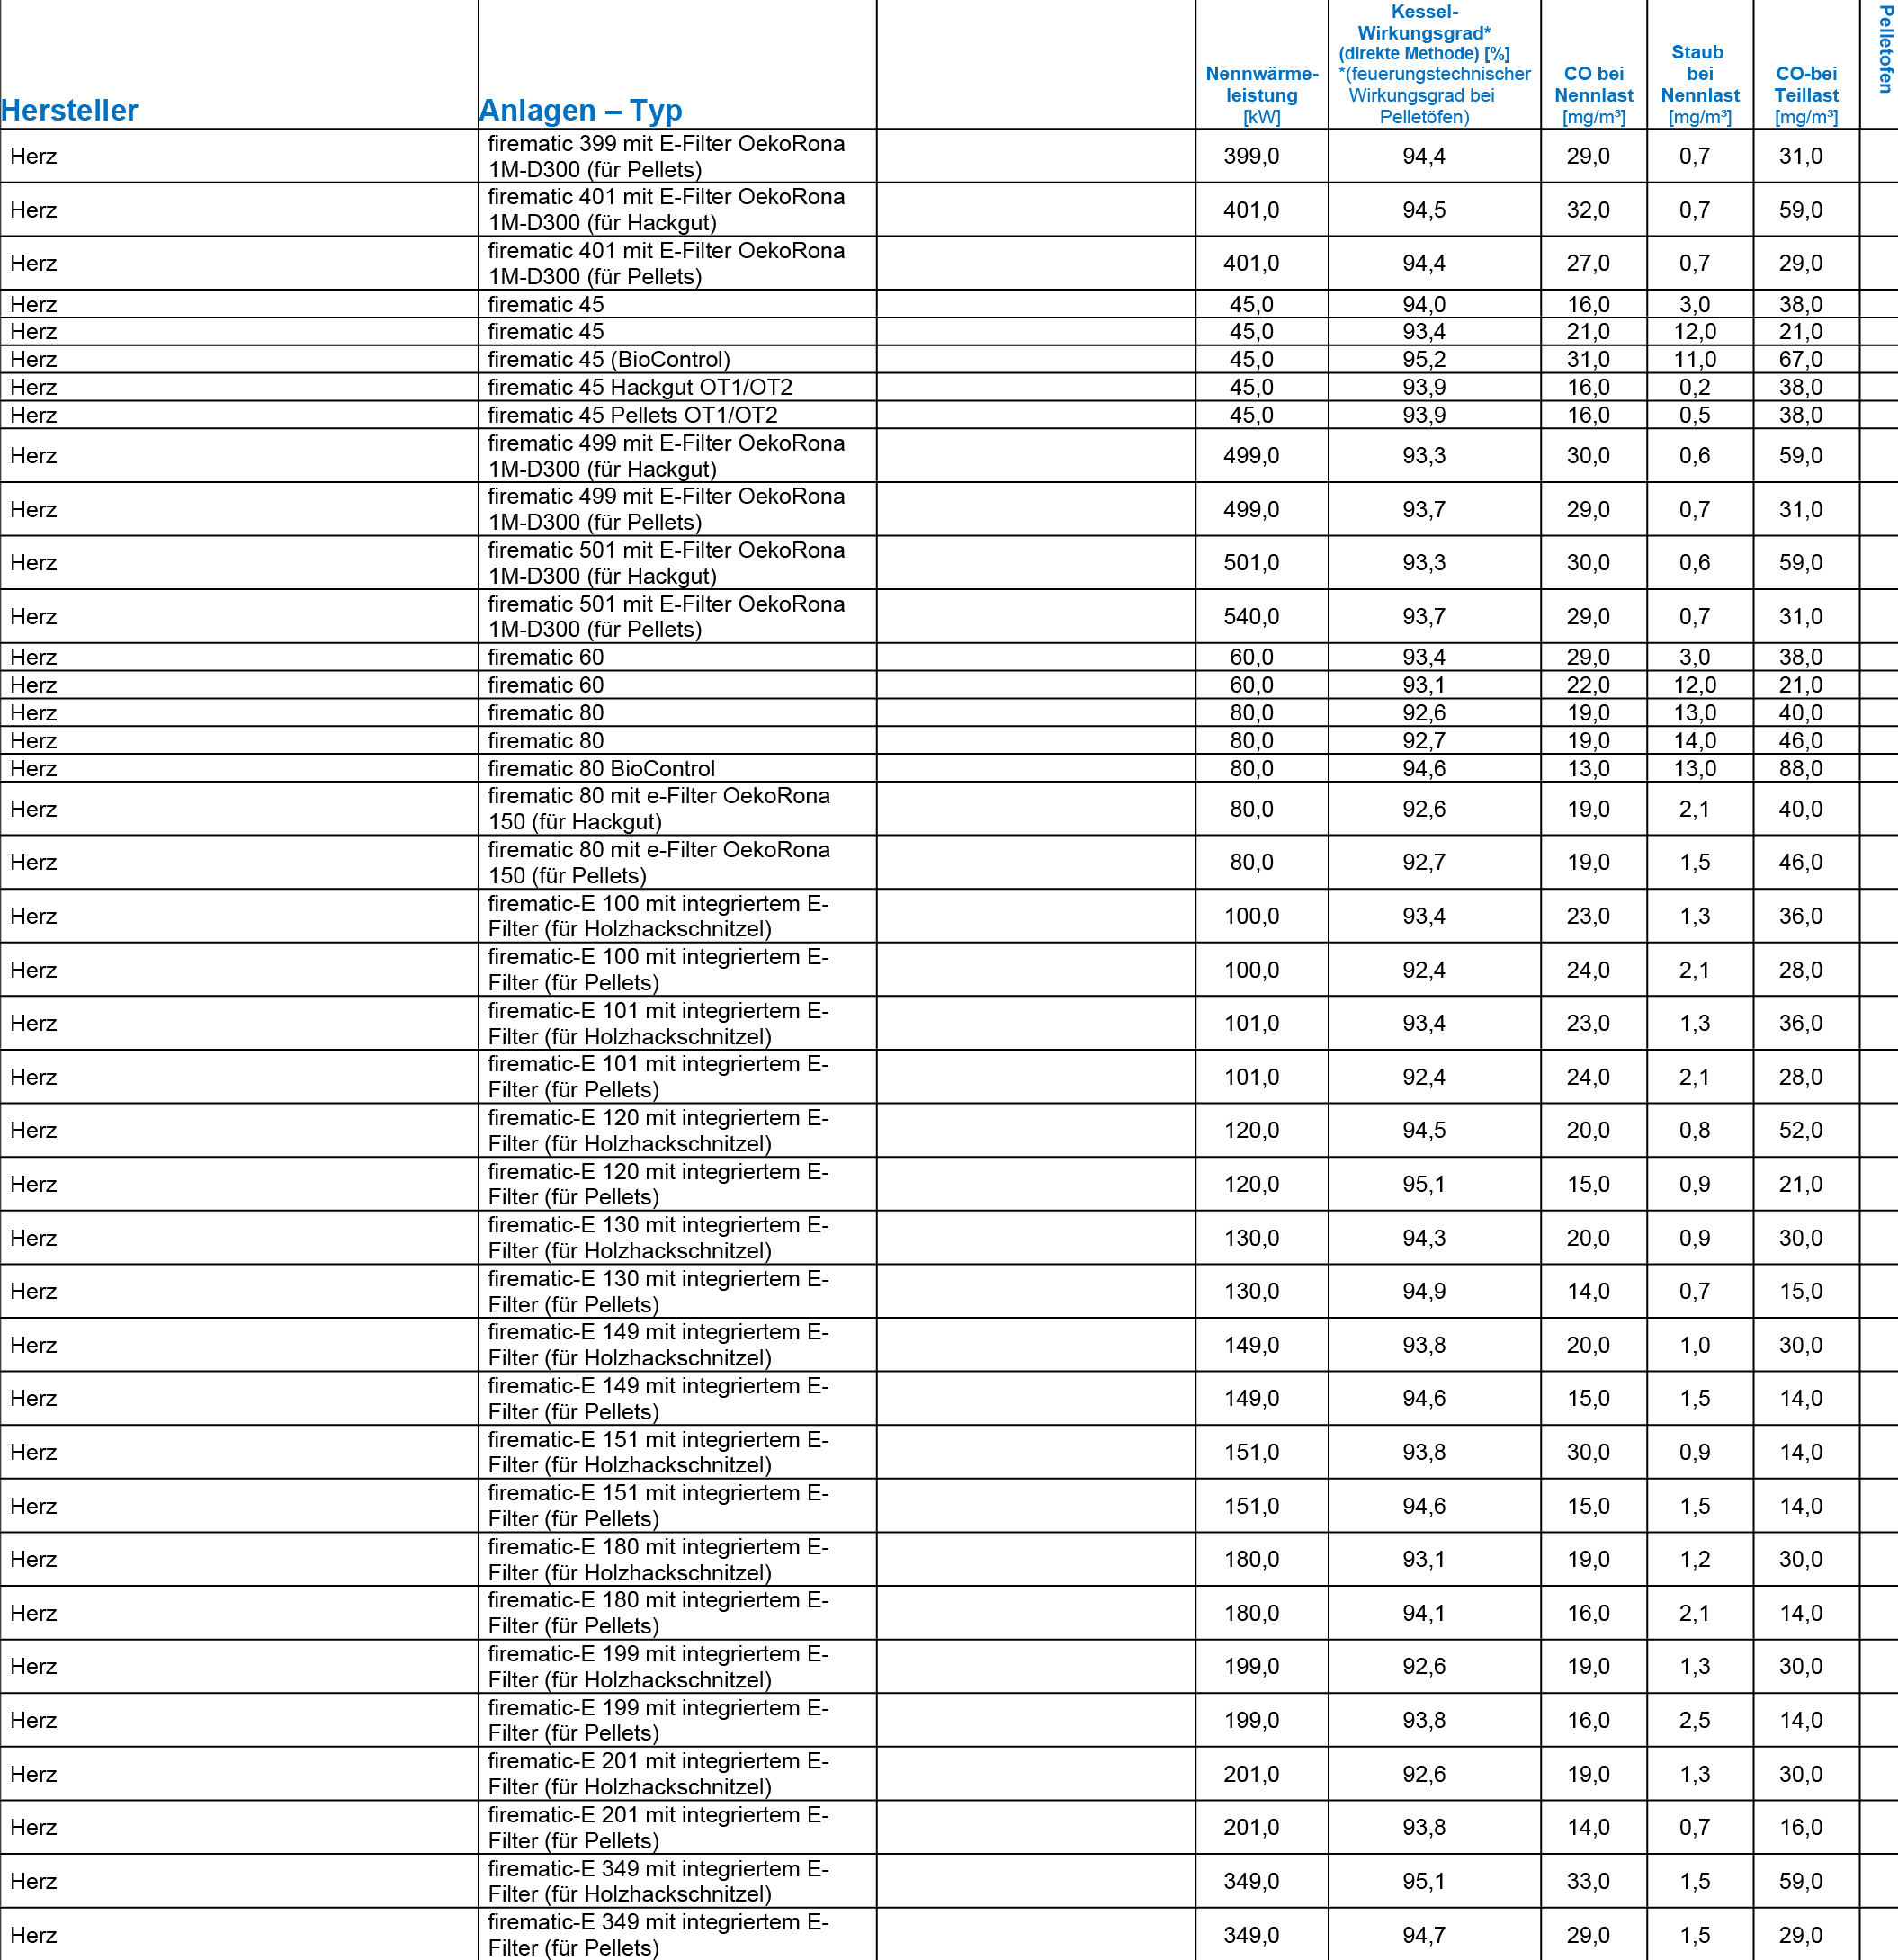 Hersteller
Anlagen – Typ
Nennwärme-
leistung
[kW]
Kessel-
Wirkungsgrad*
(direkte Methode) [%]
*(feuerungstechnischer
Wirkungsgrad bei
Pelletöfen)
CO bei
Nennlast
[mg/m³]
Staub
bei
Nennlast
[mg/m³]
CO-bei
Teillast
[mg/m³]
Pelletofen
Herz firematic 399 mit E-Filter OekoRona
1M-D300 (für Pellets) 399,0 94,4 29,0 0,7 31,0
Herz firematic 401 mit E-Filter OekoRona
1M-D300 (für Hackgut) 401,0 94,5 32,0 0,7 59,0
Herz firematic 401 mit E-Filter OekoRona
1M-D300 (für Pellets) 401,0 94,4 27,0 0,7 29,0
Herz firematic 45 45,0 94,0 16,0 3,0 38,0
Herz firematic 45 45,0 93,4 21,0 12,0 21,0
Herz firematic 45 (BioControl) 45,0 95,2 31,0 11,0 67,0
Herz firematic 45 Hackgut OT1/OT2 45,0 93,9 16,0 0,2 38,0
Herz firematic 45 Pellets OT1/OT2 45,0 93,9 16,0 0,5 38,0
Herz firematic 499 mit E-Filter OekoRona
1M-D300 (für Hackgut) 499,0 93,3 30,0 0,6 59,0
Herz firematic 499 mit E-Filter OekoRona
1M-D300 (für Pellets) 499,0 93,7 29,0 0,7 31,0
Herz firematic 501 mit E-Filter OekoRona
1M-D300 (für Hackgut) 501,0 93,3 30,0 0,6 59,0
Herz firematic 501 mit E-Filter OekoRona
1M-D300 (für Pellets) 540,0 93,7 29,0 0,7 31,0
Herz firematic 60 60,0 93,4 29,0 3,0 38,0
Herz firematic 60 60,0 93,1 22,0 12,0 21,0
Herz firematic 80 80,0 92,6 19,0 13,0 40,0
Herz firematic 80 80,0 92,7 19,0 14,0 46,0
Herz firematic 80 BioControl 80,0 94,6 13,0 13,0 88,0
Herz firematic 80 mit e-Filter OekoRona
150 (für Hackgut) 80,0 92,6 19,0 2,1 40,0
Herz firematic 80 mit e-Filter OekoRona
150 (für Pellets) 80,0 92,7 19,0 1,5 46,0
Herz firematic-E 100 mit integriertem E-
Filter (für Holzhackschnitzel) 100,0 93,4 23,0 1,3 36,0
Herz firematic-E 100 mit integriertem E-
Filter (für Pellets) 100,0 92,4 24,0 2,1 28,0
Herz firematic-E 101 mit integriertem E-
Filter (für Holzhackschnitzel) 101,0 93,4 23,0 1,3 36,0
Herz firematic-E 101 mit integriertem E-
Filter (für Pellets) 101,0 92,4 24,0 2,1 28,0
Herz firematic-E 120 mit integriertem E-
Filter (für Holzhackschnitzel) 120,0 94,5 20,0 0,8 52,0
Herz firematic-E 120 mit integriertem E-
Filter (für Pellets) 120,0 95,1 15,0 0,9 21,0
Herz firematic-E 130 mit integriertem E-
Filter (für Holzhackschnitzel) 130,0 94,3 20,0 0,9 30,0
Herz firematic-E 130 mit integriertem E-
Filter (für Pellets) 130,0 94,9 14,0 0,7 15,0
Herz firematic-E 149 mit integriertem E-
Filter (für Holzhackschnitzel) 149,0 93,8 20,0 1,0 30,0
Herz firematic-E 149 mit integriertem E-
Filter (für Pellets) 149,0 94,6 15,0 1,5 14,0
Herz firematic-E 151 mit integriertem E-
Filter (für Holzhackschnitzel) 151,0 93,8 30,0 0,9 14,0
Herz firematic-E 151 mit integriertem E-
Filter (für Pellets) 151,0 94,6 15,0 1,5 14,0
Herz firematic-E 180 mit integriertem E-
Filter (für Holzhackschnitzel) 180,0 93,1 19,0 1,2 30,0
Herz firematic-E 180 mit integriertem E-
Filter (für Pellets) 180,0 94,1 16,0 2,1 14,0
Herz firematic-E 199 mit integriertem E-
Filter (für Holzhackschnitzel) 199,0 92,6 19,0 1,3 30,0
Herz firematic-E 199 mit integriertem E-
Filter (für Pellets) 199,0 93,8 16,0 2,5 14,0
Herz firematic-E 201 mit integriertem E-
Filter (für Holzhackschnitzel) 201,0 92,6 19,0 1,3 30,0
Herz firematic-E 201 mit integriertem E-
Filter (für Pellets) 201,0 93,8 14,0 0,7 16,0
Herz firematic-E 349 mit integriertem E-
Filter (für Holzhackschnitzel) 349,0 95,1 33,0 1,5 59,0
Herz firematic-E 349 mit integriertem E-
Filter (für Pellets) 349,0 94,7 29,0 1,5 29,0